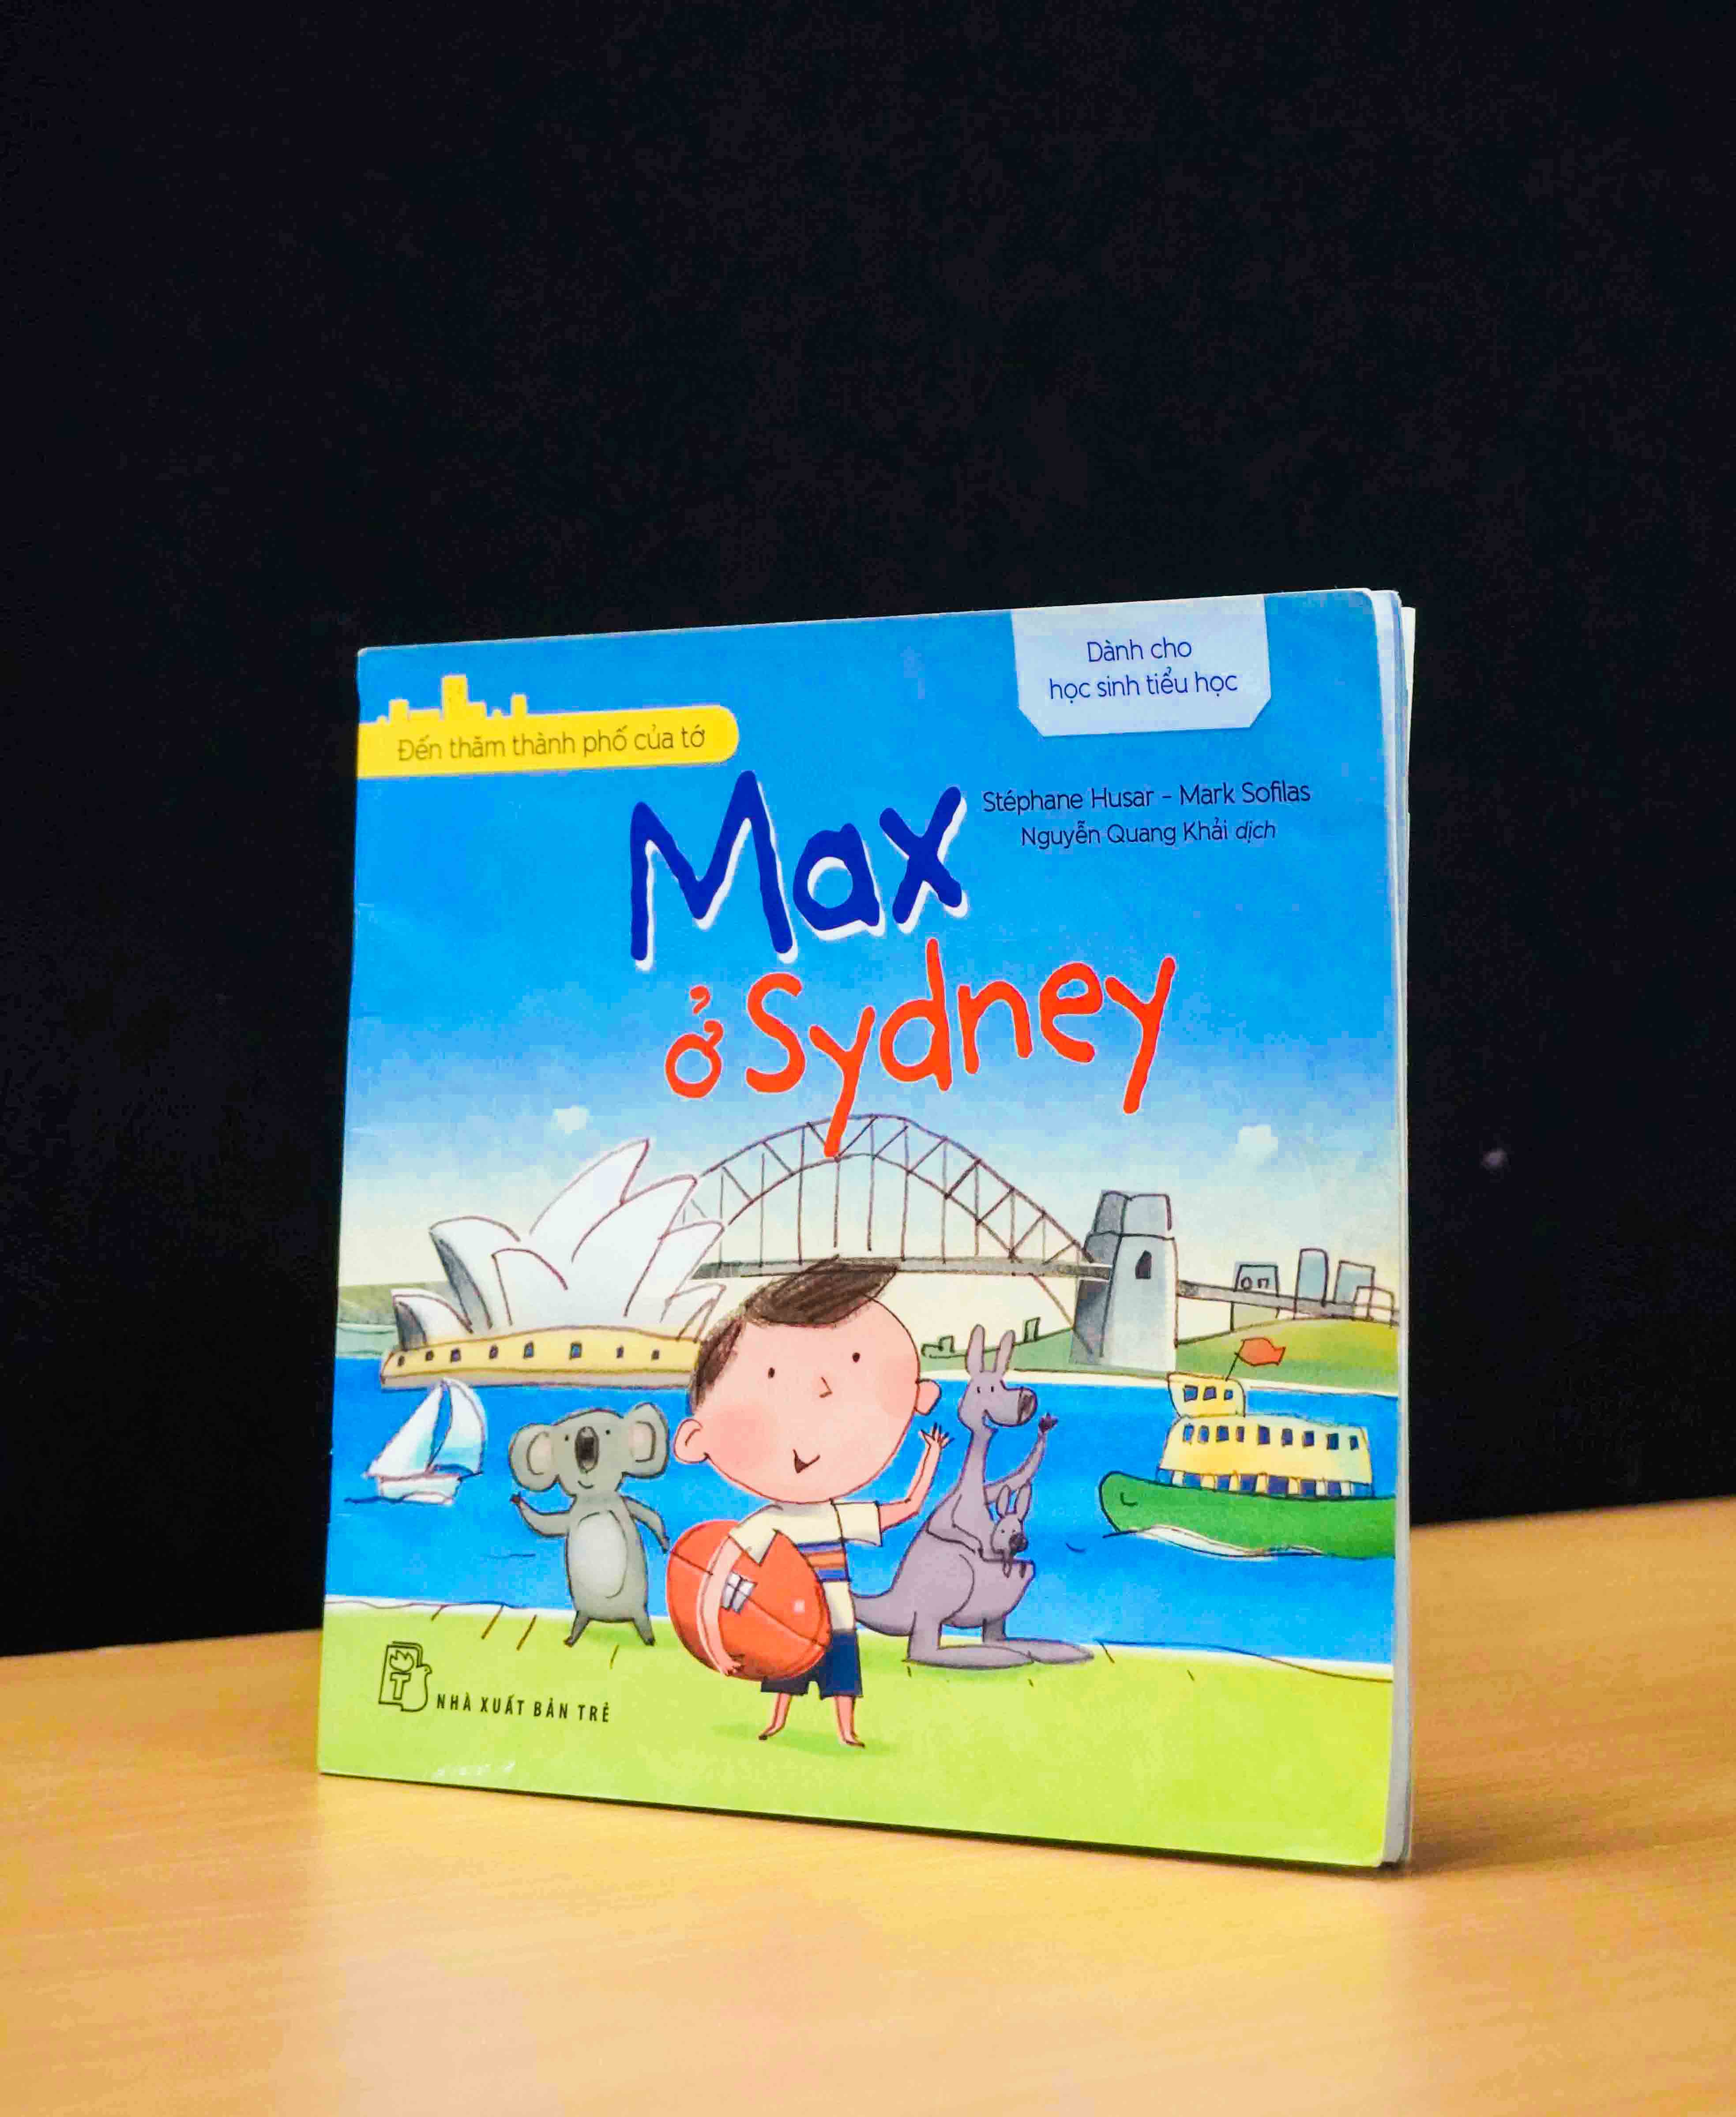 Dành cho
học sinh tiểu học
Đến thăm thành phố của tớ
Stéphane Husar - Mark Sofilas
Nguyễn Quang Khải dịch
Max
ở Sydney
NHÀ XUẤT BẢN TRẺ